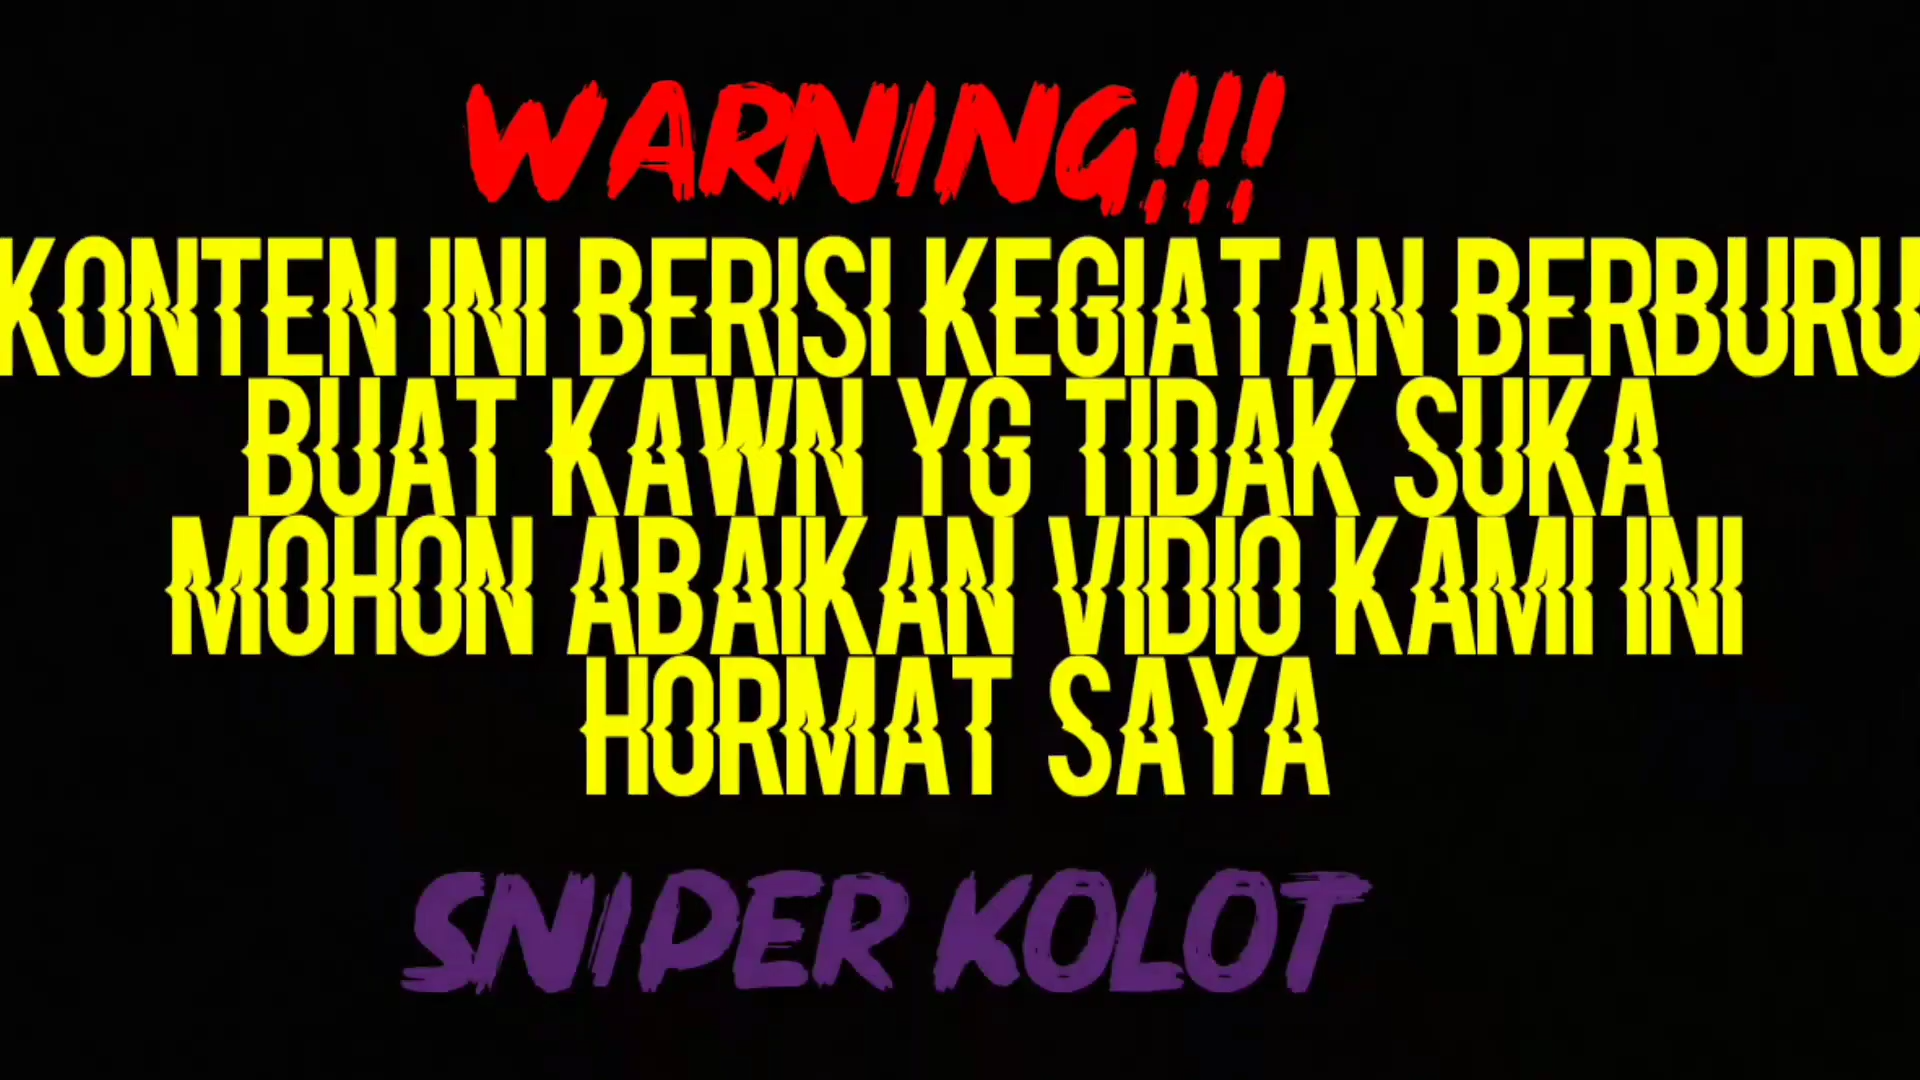 WARNING!!!
KONTEN INI BERISI KEGIATAN BERBURU
BUAT KAWN YG TIDAK SUKA
MOHON ABAIKAN VIDIO KAMI INI
HORMAT SAYA
SNIPER KOLOT